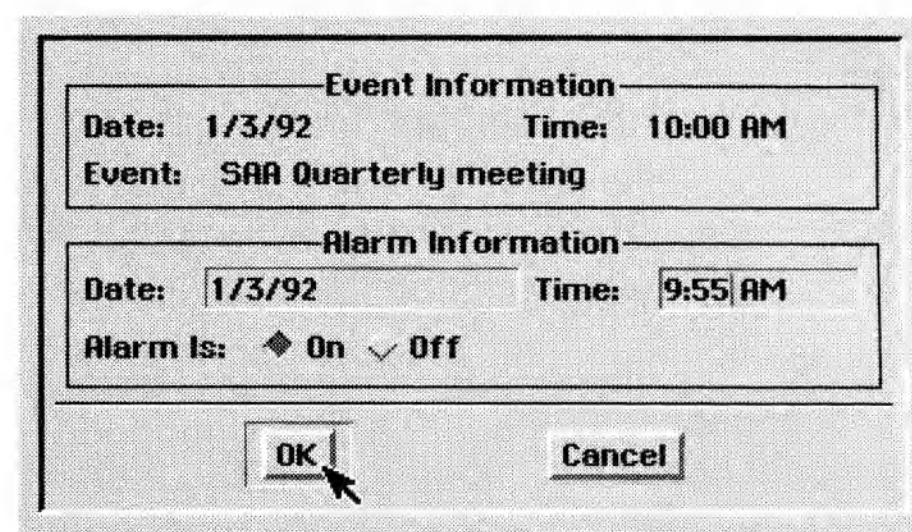 Event Information
Date: 1/3/92 Time: 10:00 AM
Event: SAA Quarterly meeting
Alarm Information
Date: 1/3/92 Time: 9:55 AM
Alarm Is: On Off
OK Cancel